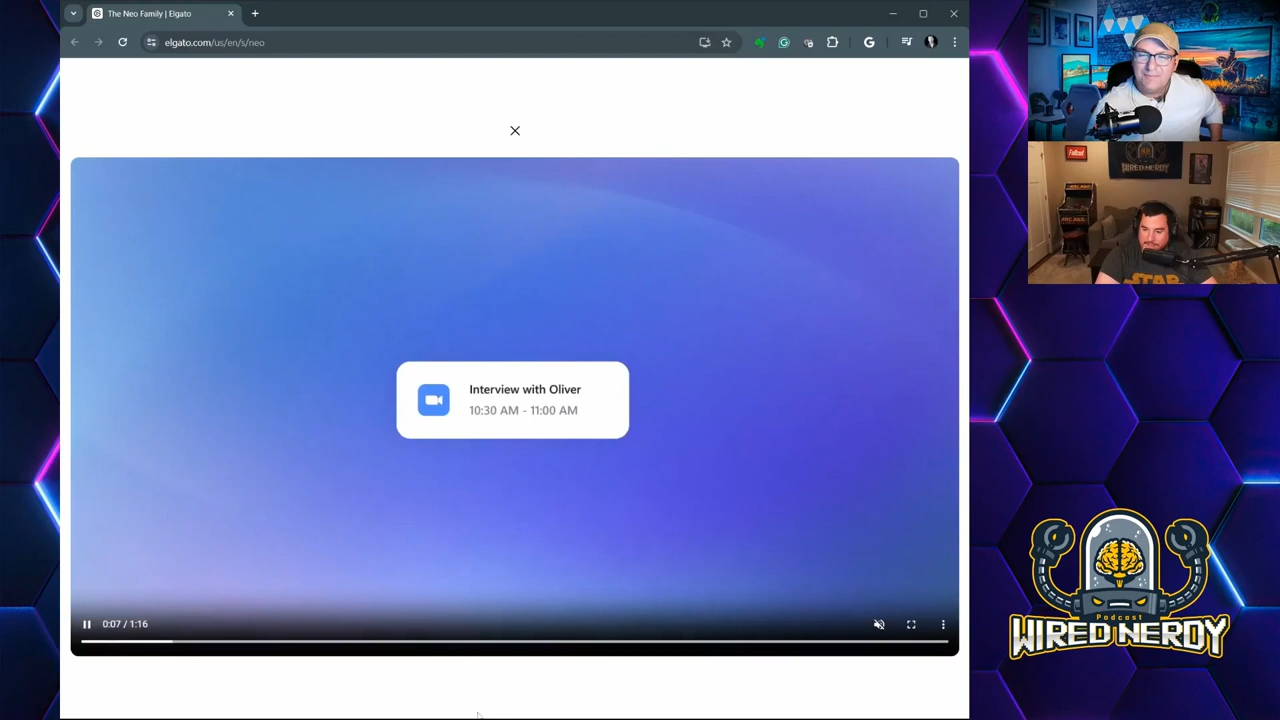 The Neo Family | Elgato
elgato.com/us/en/s/neo
Interview with Oliver
10:30 AM - 11:00 AM
0:07 / 1:16
Fallout
WIRED NERDY
ARCADE
STAR
Podcast
WIRED NERDY